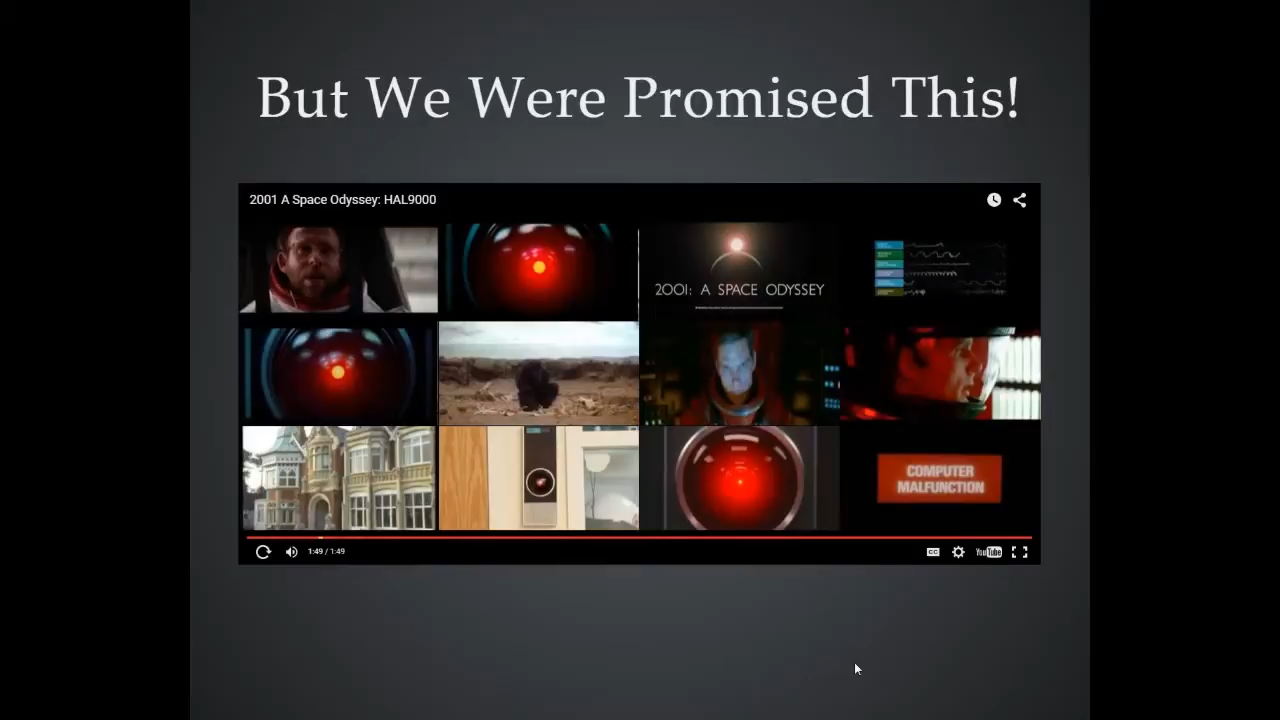 But We Were Promised This!
2001 A Space Odyssey: HAL9000
2001: A SPACE ODYSSEY
COMPUTER
MALFUNCTION
1:49 / 1:49
CC
YouTube